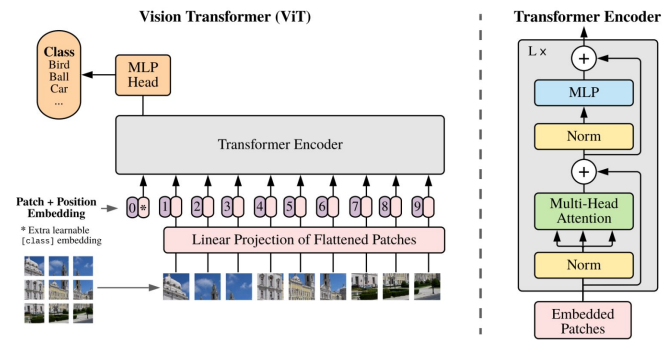 Vision Transformer (ViT)
Class
Bird
Ball
Car
...
MLP
Head
Transformer Encoder
Patch + Position
Embedding
0 * 1 2 3 4 5 6 7 8 9
* Extra learnable
[class] embedding
Linear Projection of Flattened Patches
Transformer Encoder
L x
+
MLP
Norm
+
Multi-Head
Attention
Norm
Embedded
Patches